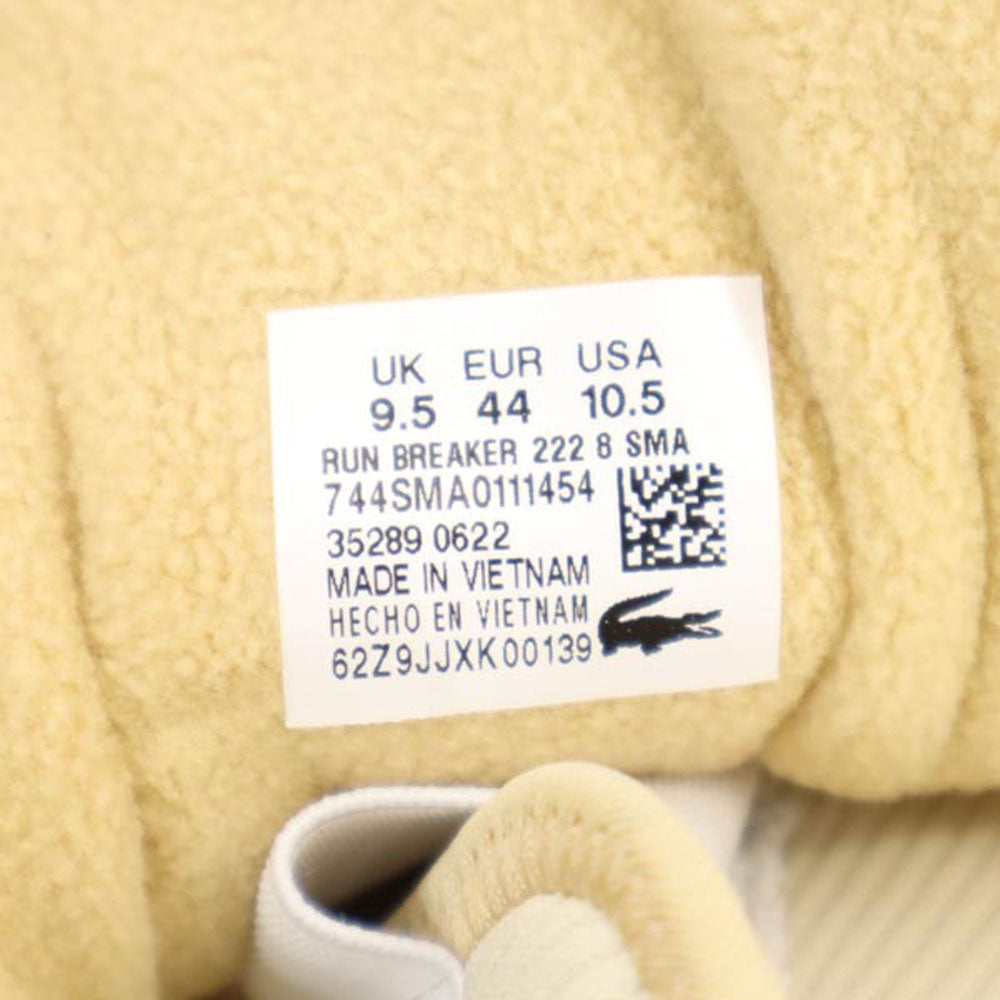 UK EUR USA
9.5 44 10.5
RUN BREAKER 222 8 SMA
744SMA0111454
35289 0622
MADE IN VIETNAM
HECHO EN VIETNAM
62Z9JJXK00139